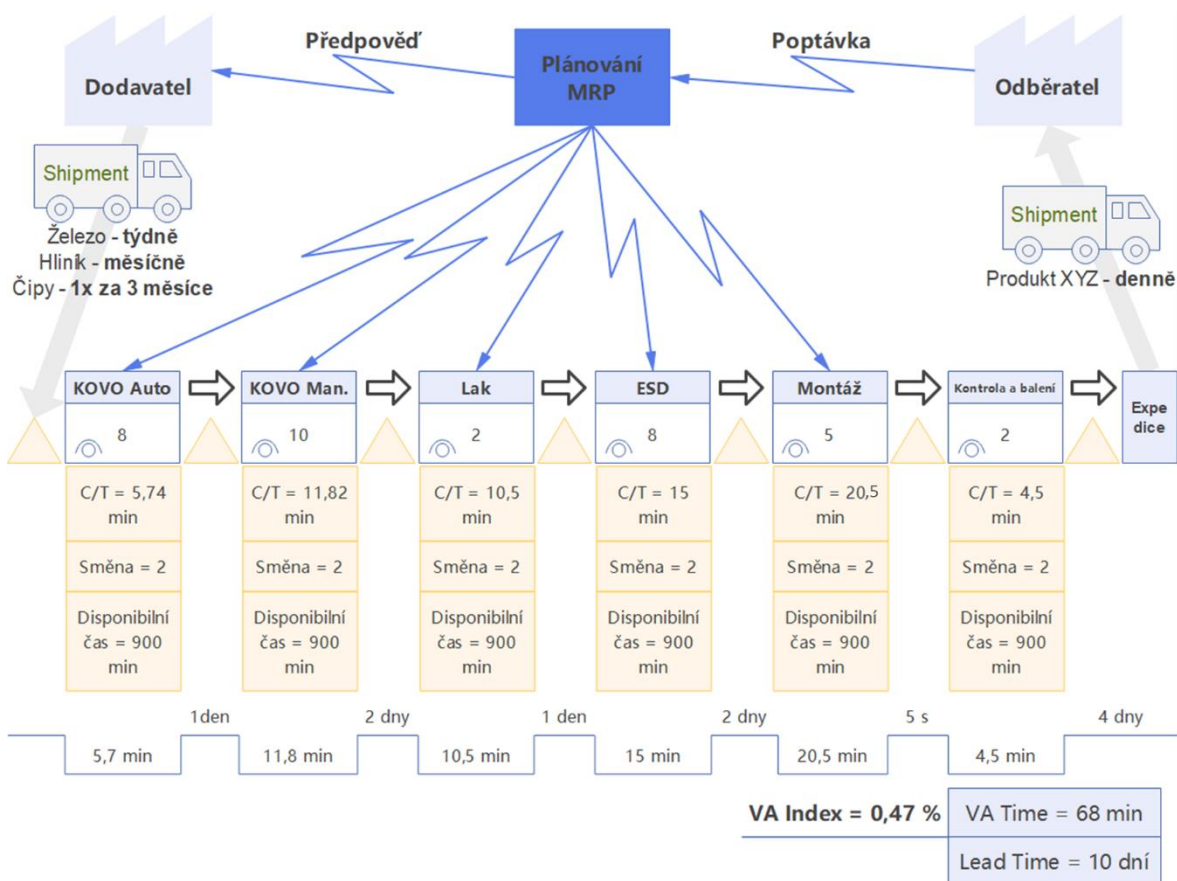 Předpověď
Poptávka
Dodavatel
Plánování
MRP
Odběratel
Shipment
Železo - týdně
Hliník - měsíčně
Čipy - 1x za 3 měsíce
Shipment
Produkt XYZ - denně
KOVO Auto
KOVO Man.
Lak
ESD
Montáž
Kontrola a balení
Expe
dice
8
10
2
8
5
2
C/T = 5,74
min
C/T = 11,82
min
C/T = 10,5
min
C/T = 15
min
C/T = 20,5
min
C/T = 4,5
min
Směna = 2
Směna = 2
Směna = 2
Směna = 2
Směna = 2
Směna = 2
Disponibilní
čas = 900
min
Disponibilní
čas = 900
min
Disponibilní
čas = 900
min
Disponibilní
čas = 900
min
Disponibilní
čas = 900
min
Disponibilní
čas = 900
min
1den
2 dny
1 den
2 dny
5 s
4 dny
5,7 min
11,8 min
10,5 min
15 min
20,5 min
4,5 min
VA Index = 0,47 %
VA Time = 68 min
Lead Time = 10 dní